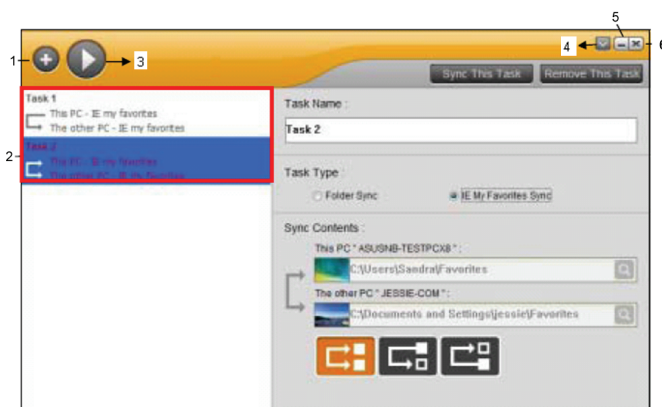 5
1
3
4
6
Sync This Task
Remove This Task
Task 1
This PC - IE my favorites
The other PC - IE my favorites
2
Task 2
This PC - IE my favorites
The other PC - IE my favorites
Task Name :
Task 2
Task Type :
Folder Sync
IE My Favorites Sync
Sync Contents :
This PC " ASUSNB-TESTPCX8 " :
C:\Users\Sandra\Favorites
The other PC " JESSIE-COM " :
C:\Documents and Settings\jessie\Favorites